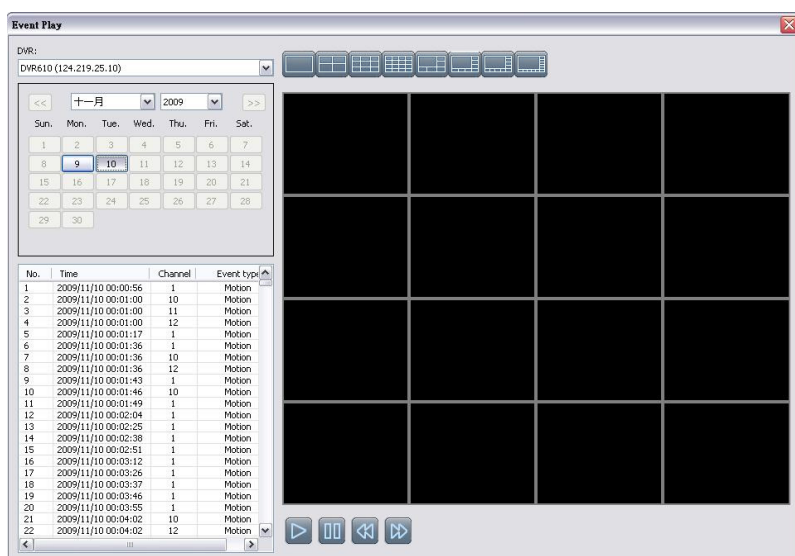 Event Play
DVR:
DVR610 (124.219.25.10)
<< 十一月 2009 >>
Sun. Mon. Tue. Wed. Thu. Fri. Sat.
1 2 3 4 5 6 7
8 9 10 11 12 13 14
15 16 17 18 19 20 21
22 23 24 25 26 27 28
29 30
No. Time Channel Event type
1 2009/11/10 00:00:56 1 Motion
2 2009/11/10 00:01:00 10 Motion
3 2009/11/10 00:01:00 11 Motion
4 2009/11/10 00:01:00 12 Motion
5 2009/11/10 00:01:17 1 Motion
6 2009/11/10 00:01:36 1 Motion
7 2009/11/10 00:01:36 10 Motion
8 2009/11/10 00:01:36 12 Motion
9 2009/11/10 00:01:43 1 Motion
10 2009/11/10 00:01:46 10 Motion
11 2009/11/10 00:01:49 1 Motion
12 2009/11/10 00:02:04 1 Motion
13 2009/11/10 00:02:25 1 Motion
14 2009/11/10 00:02:38 1 Motion
15 2009/11/10 00:02:51 1 Motion
16 2009/11/10 00:03:12 1 Motion
17 2009/11/10 00:03:26 1 Motion
18 2009/11/10 00:03:37 1 Motion
19 2009/11/10 00:03:46 1 Motion
20 2009/11/10 00:03:55 1 Motion
21 2009/11/10 00:04:02 10 Motion
22 2009/11/10 00:04:02 12 Motion